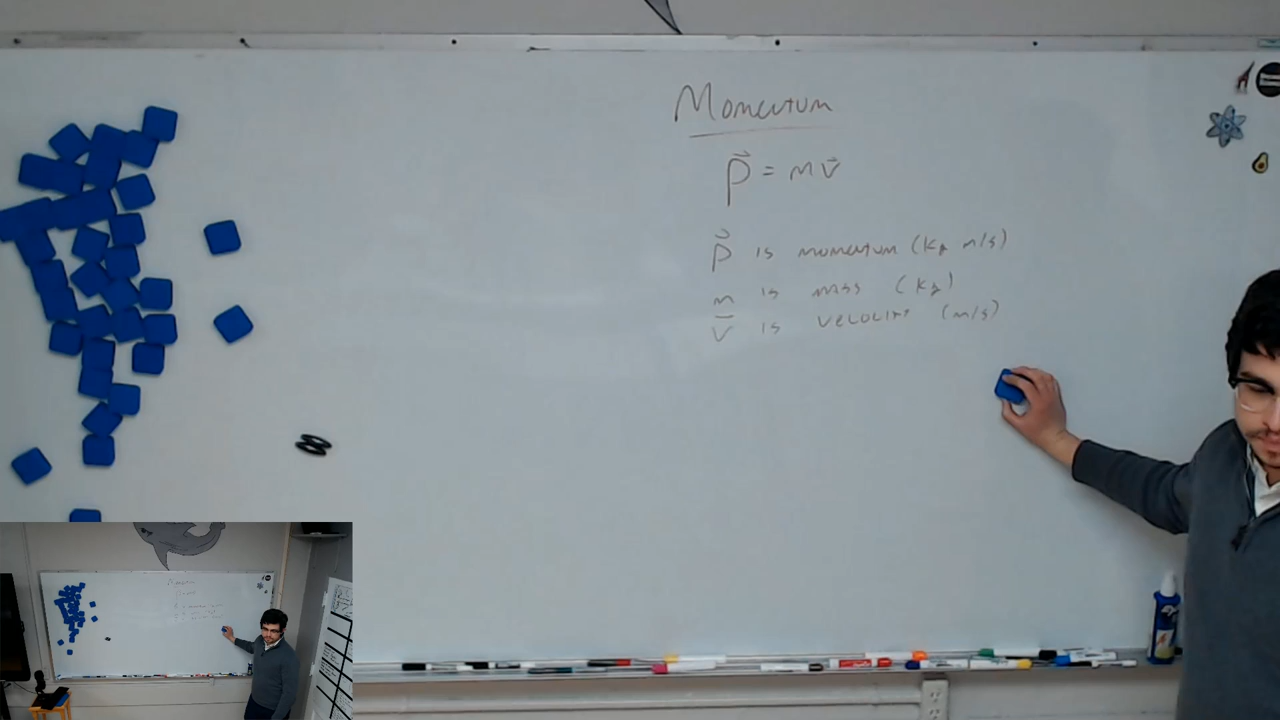 Momentum
p⃗ = mv⃗
p⃗ is momentum (kg m/s)
m is mass (kg)
v⃗ is velocity (m/s)